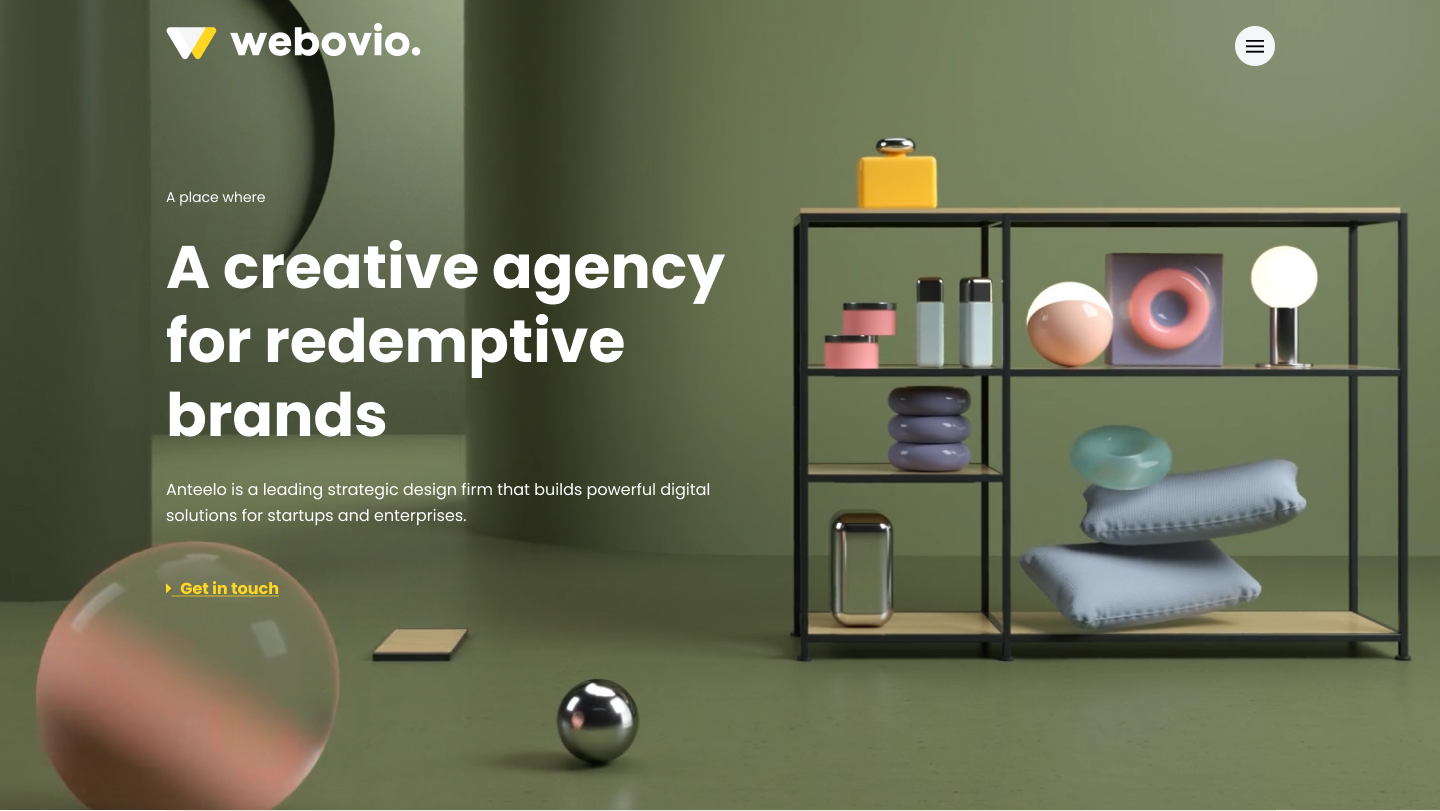 webovio.
A place where
A creative agency
for redemptive
brands
Anteelo is a leading strategic design firm that builds powerful digital
solutions for startups and enterprises.
Get in touch